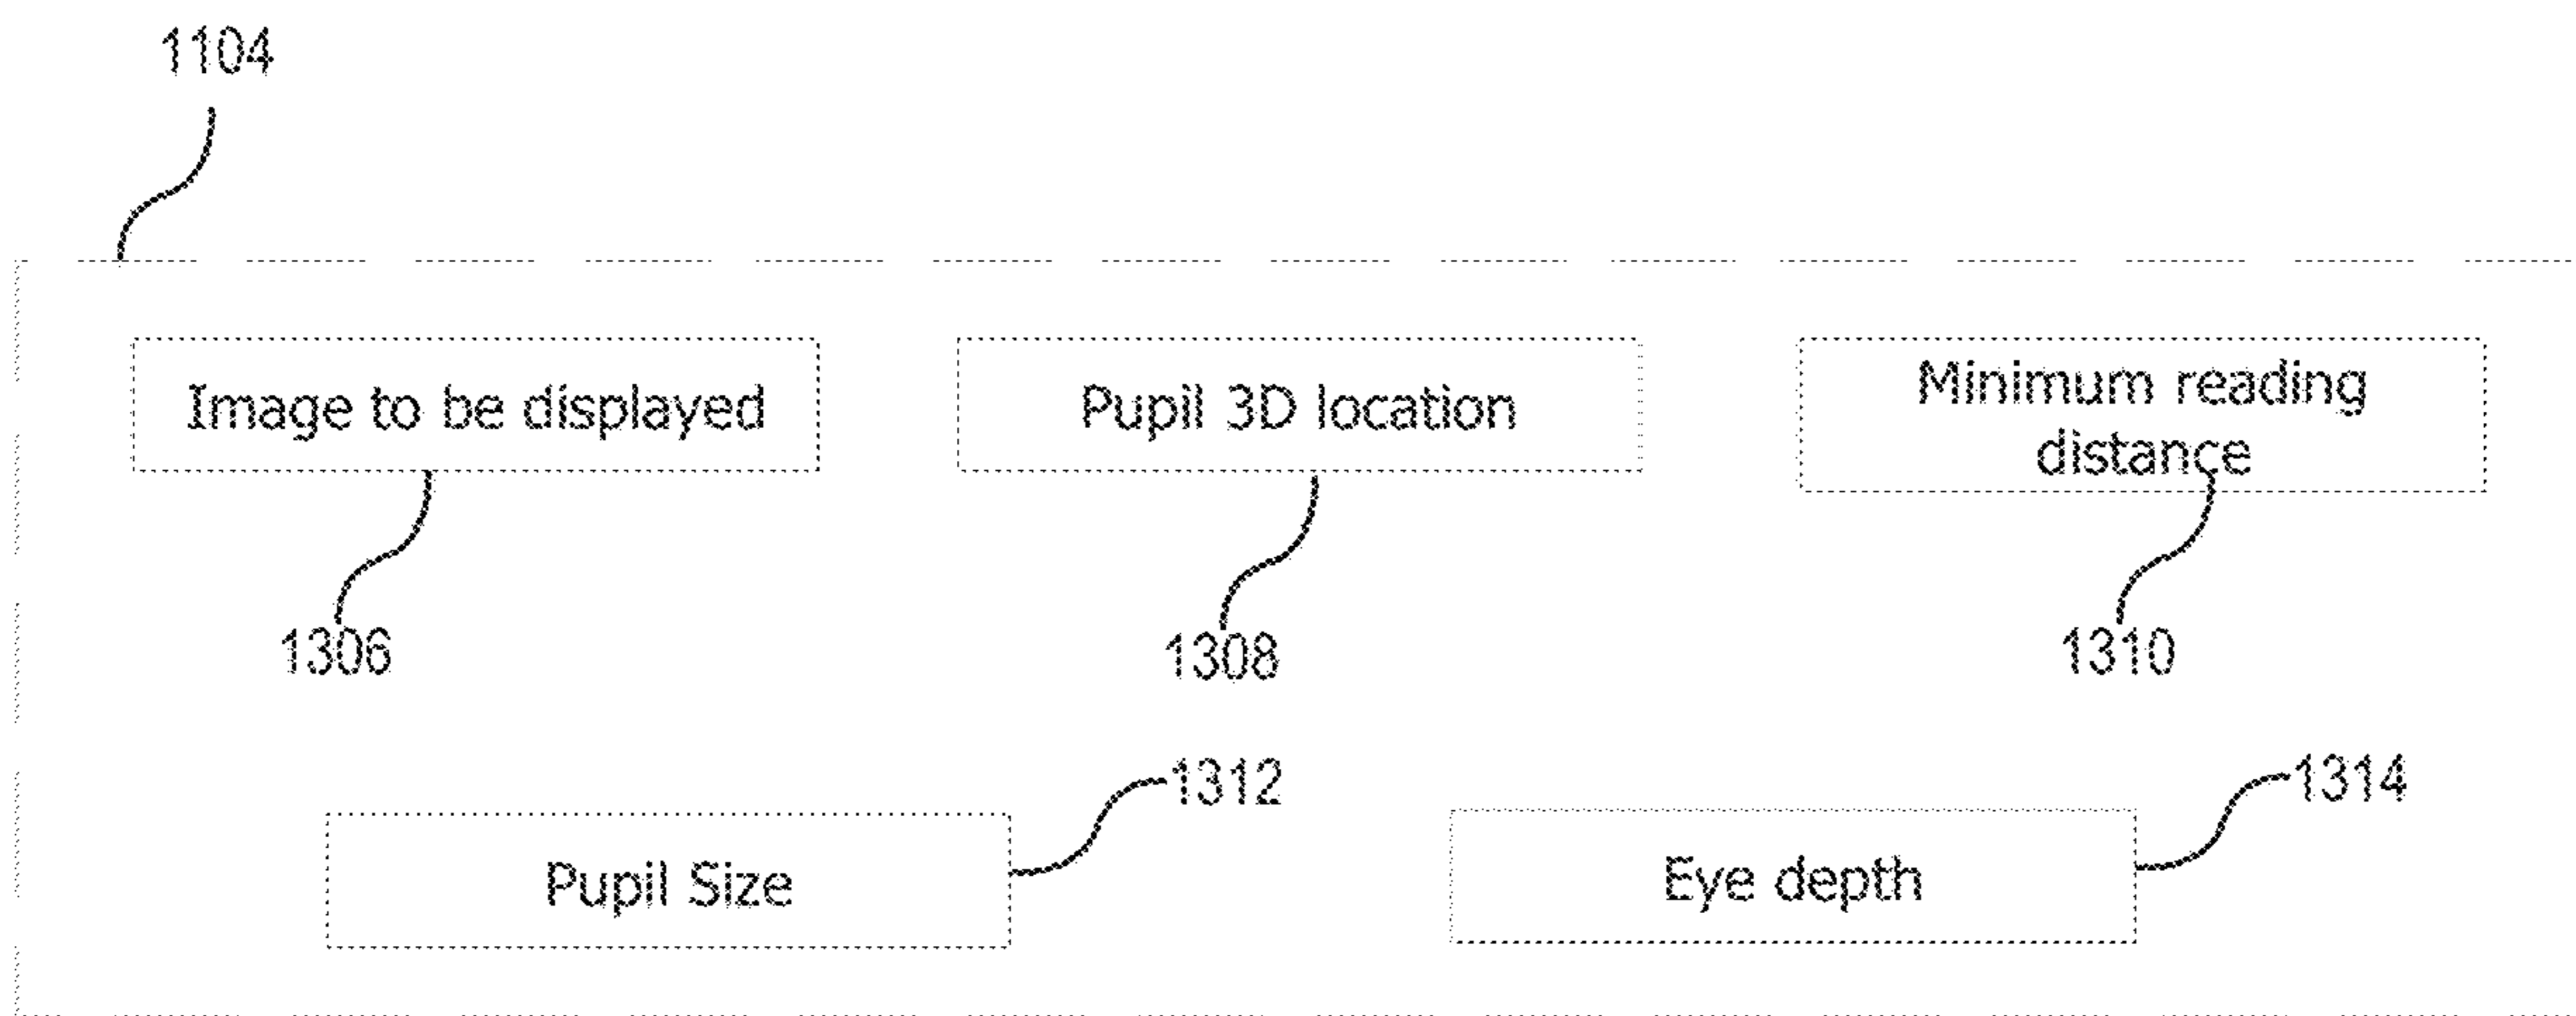 1104
Image to be displayed
Pupil 3D location
Minimum reading
distance
1306
1308
1310
1312
1314
Pupil Size
Eye depth